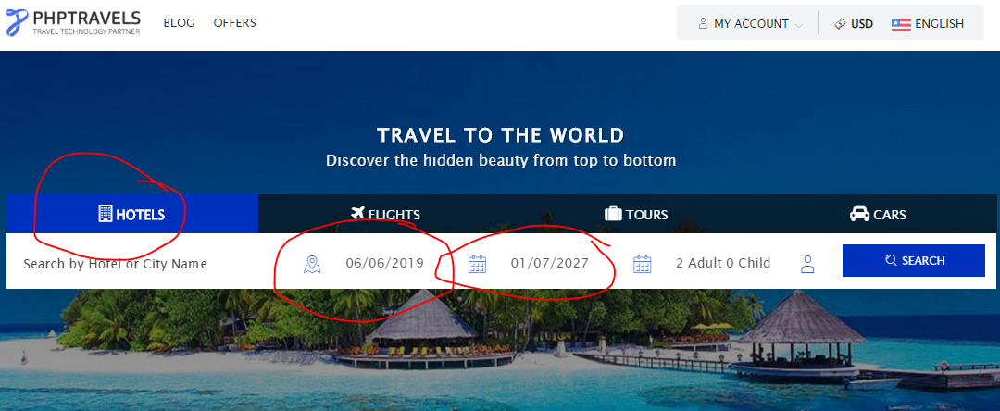 PHPTRAVELS
TRAVEL TECHNOLOGY PARTNER
BLOG OFFERS
MY ACCOUNT USD ENGLISH
TRAVEL TO THE WORLD
Discover the hidden beauty from top to bottom
HOTELS FLIGHTS TOURS CARS
Search by Hotel or City Name 06/06/2019 01/07/2027 2 Adult 0 Child SEARCH